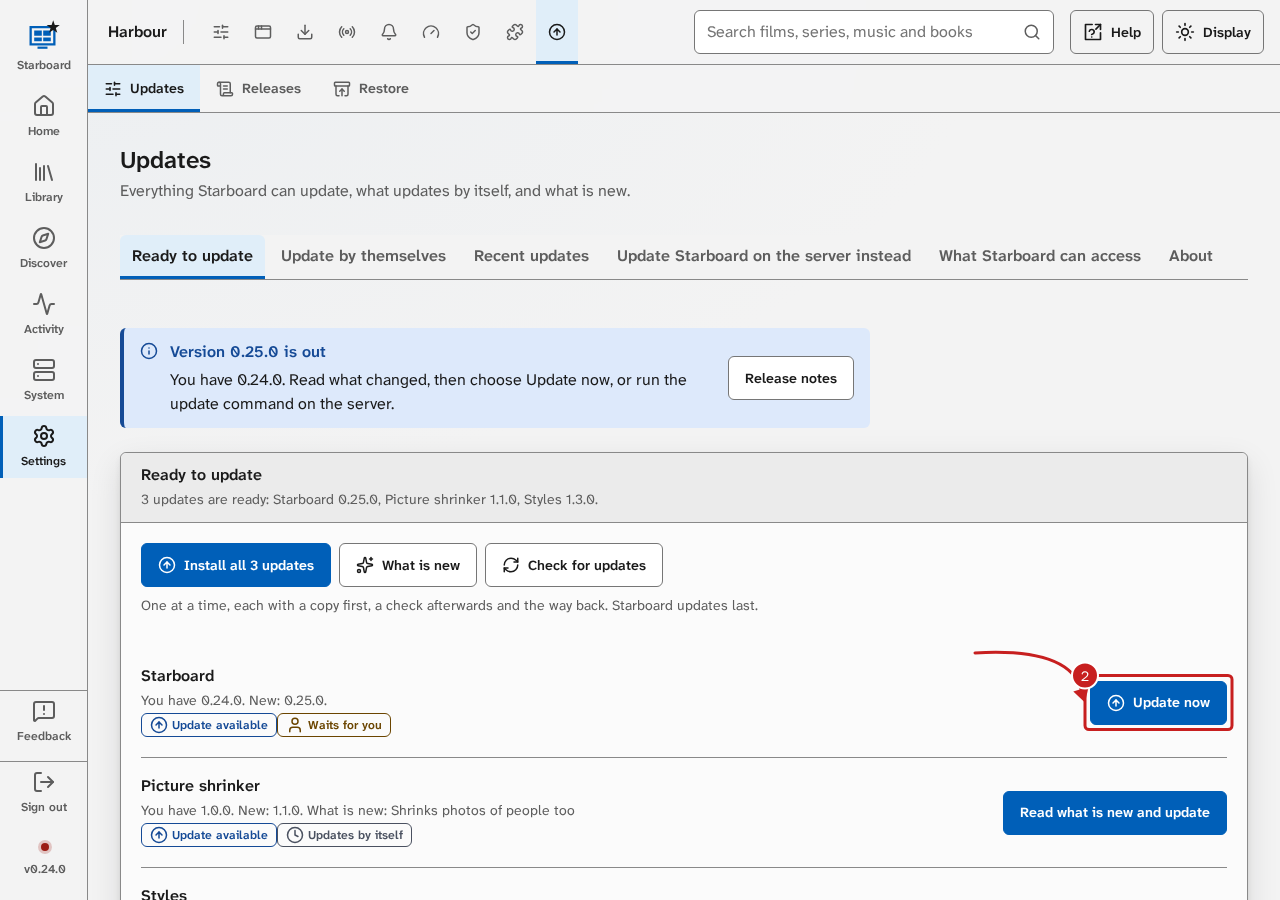 Starboard
Home
Library
Discover
Activity
System
Settings
Feedback
Sign out
v0.24.0
Harbour
Search films, series, music and books
Help
Display
Updates
Releases
Restore
Updates
Everything Starboard can update, what updates by itself, and what is new.
Ready to update
Update by themselves
Recent updates
Update Starboard on the server instead
What Starboard can access
About
Version 0.25.0 is out
You have 0.24.0. Read what changed, then choose Update now, or run the
update command on the server.
Release notes
Ready to update
3 updates are ready: Starboard 0.25.0, Picture shrinker 1.1.0, Styles 1.3.0.
Install all 3 updates
What is new
Check for updates
One at a time, each with a copy first, a check afterwards and the way back. Starboard updates last.
Starboard
You have 0.24.0. New: 0.25.0.
Update available
Waits for you
2
Update now
Picture shrinker
You have 1.0.0. New: 1.1.0. What is new: Shrinks photos of people too
Update available
Updates by itself
Read what is new and update
Styles